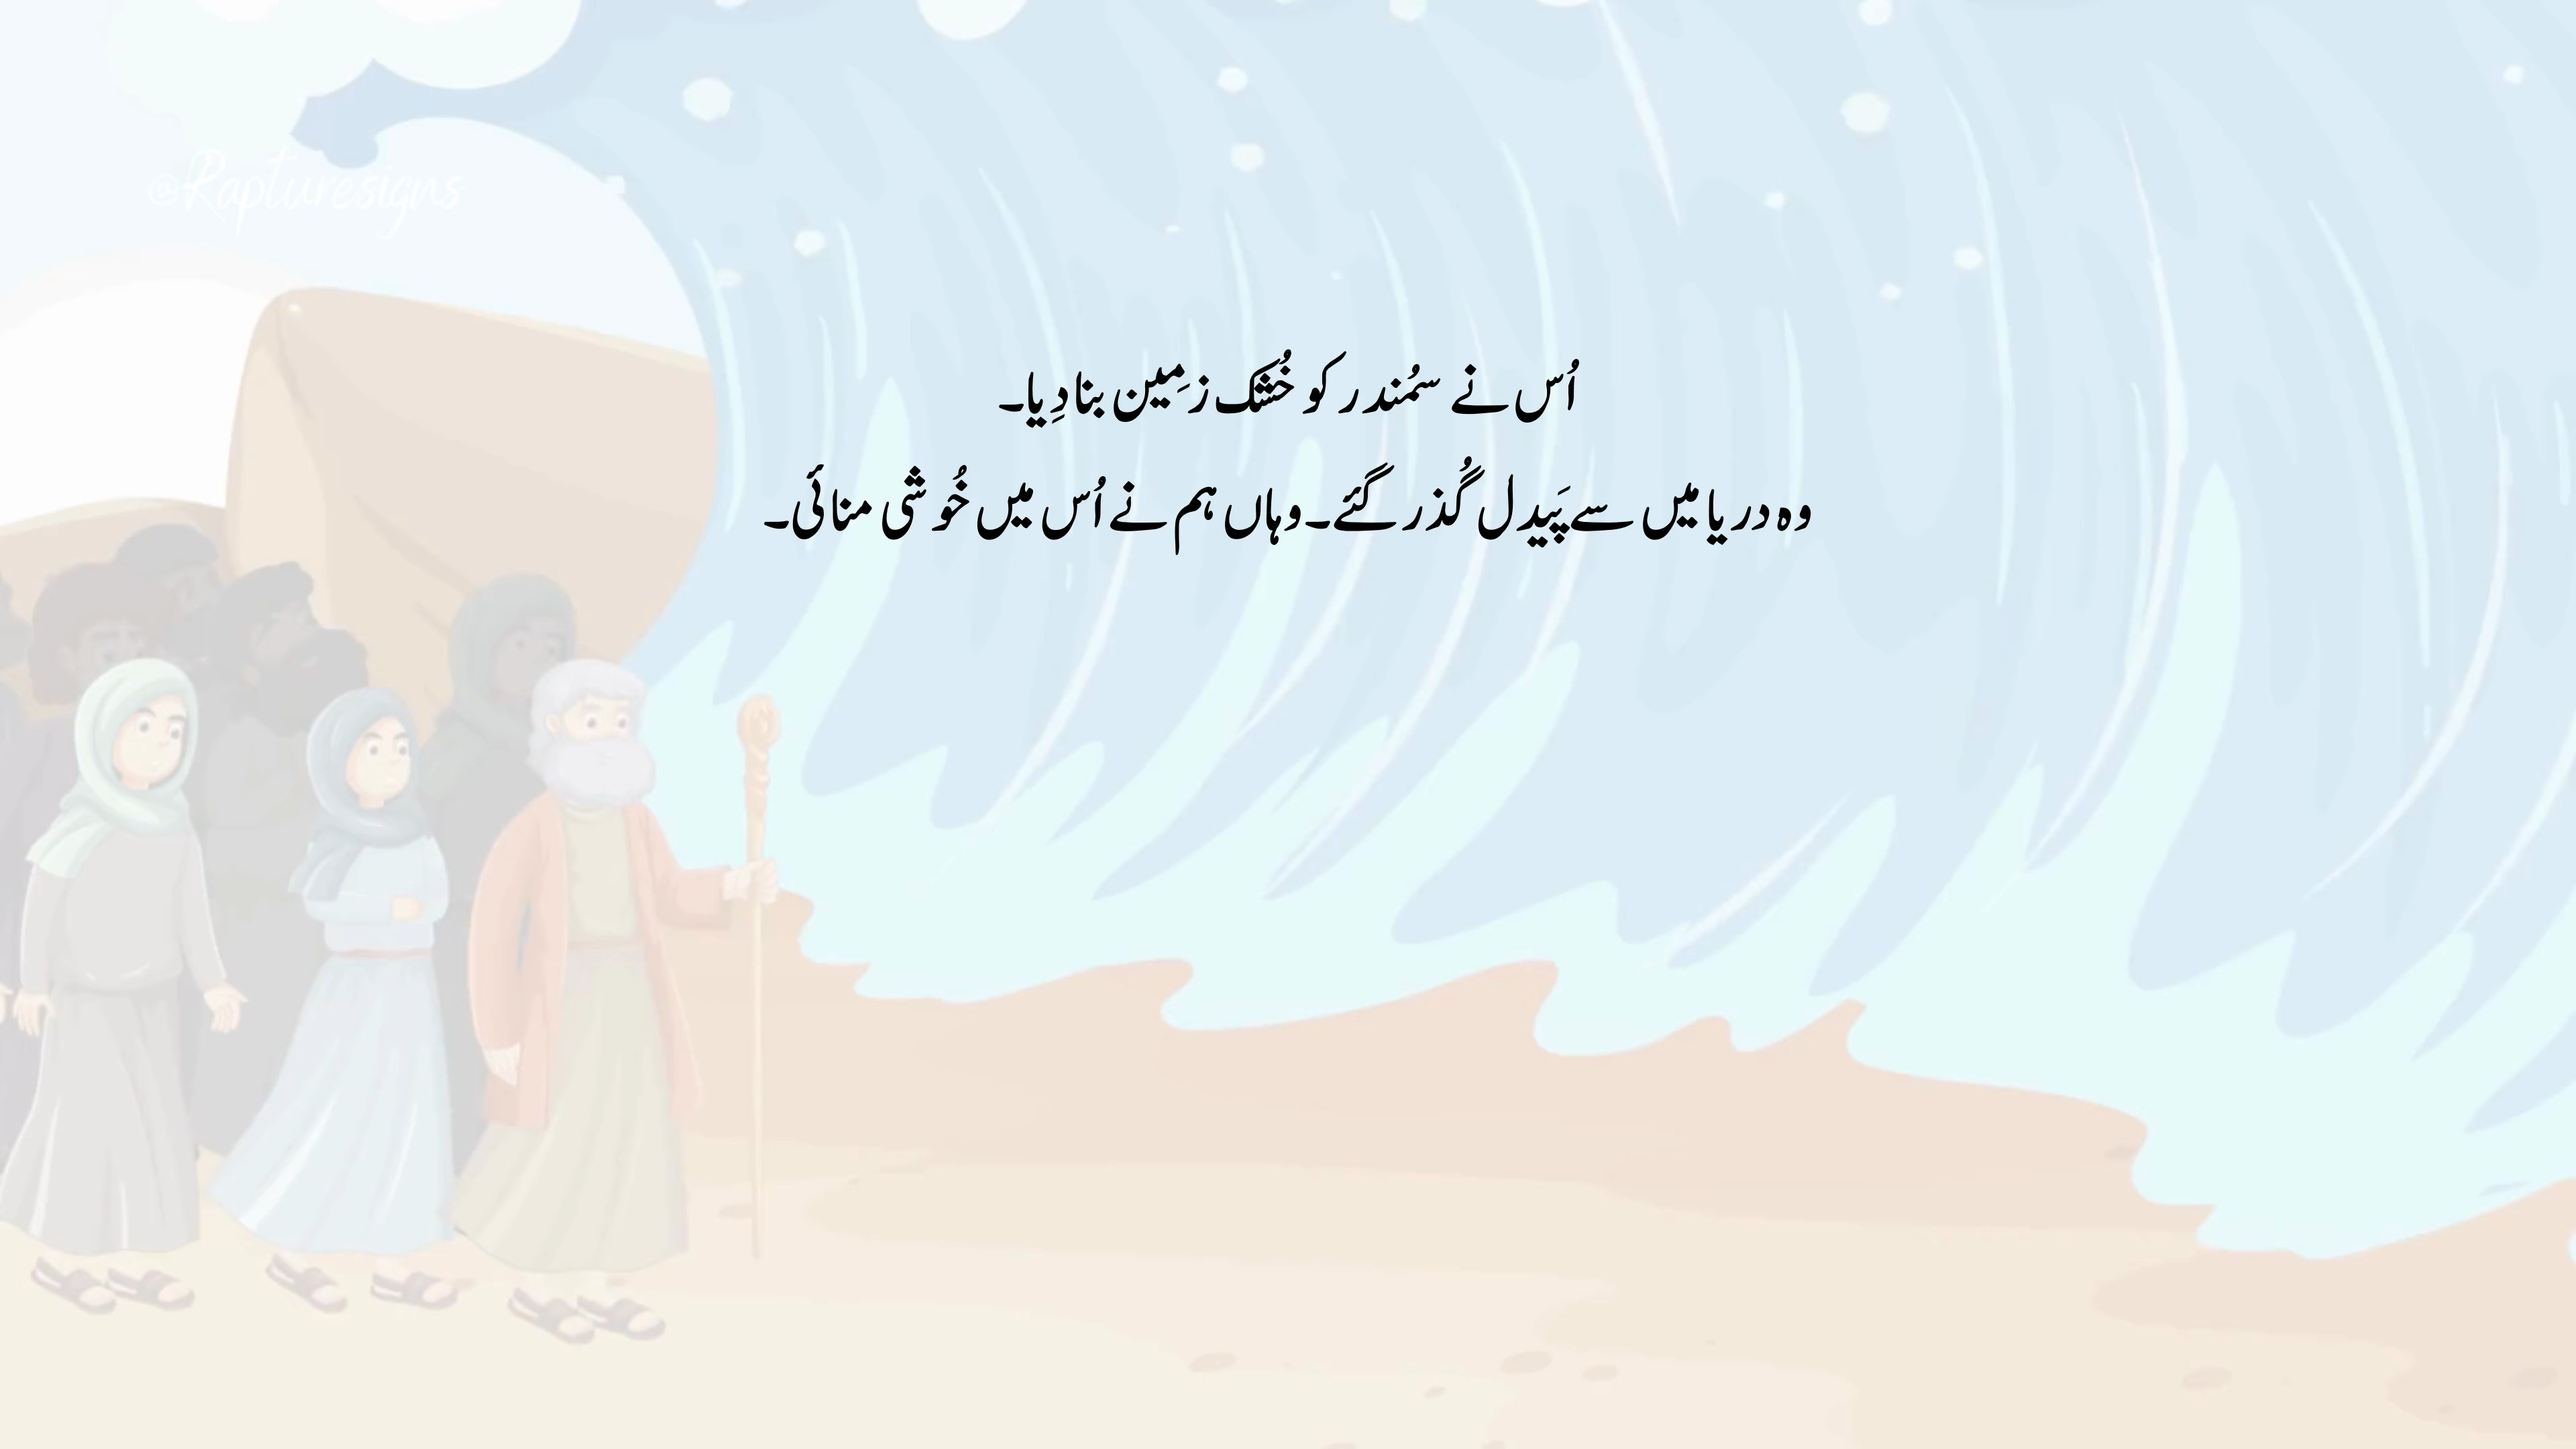 @Rapturesigns
اُس نے سمُندر کو خُشک زمِین بنا دِیا۔
وہ دریا میں سے پَیدل گُذر گئے۔ وہاں ہم نے اُس میں خُوشی منائی۔